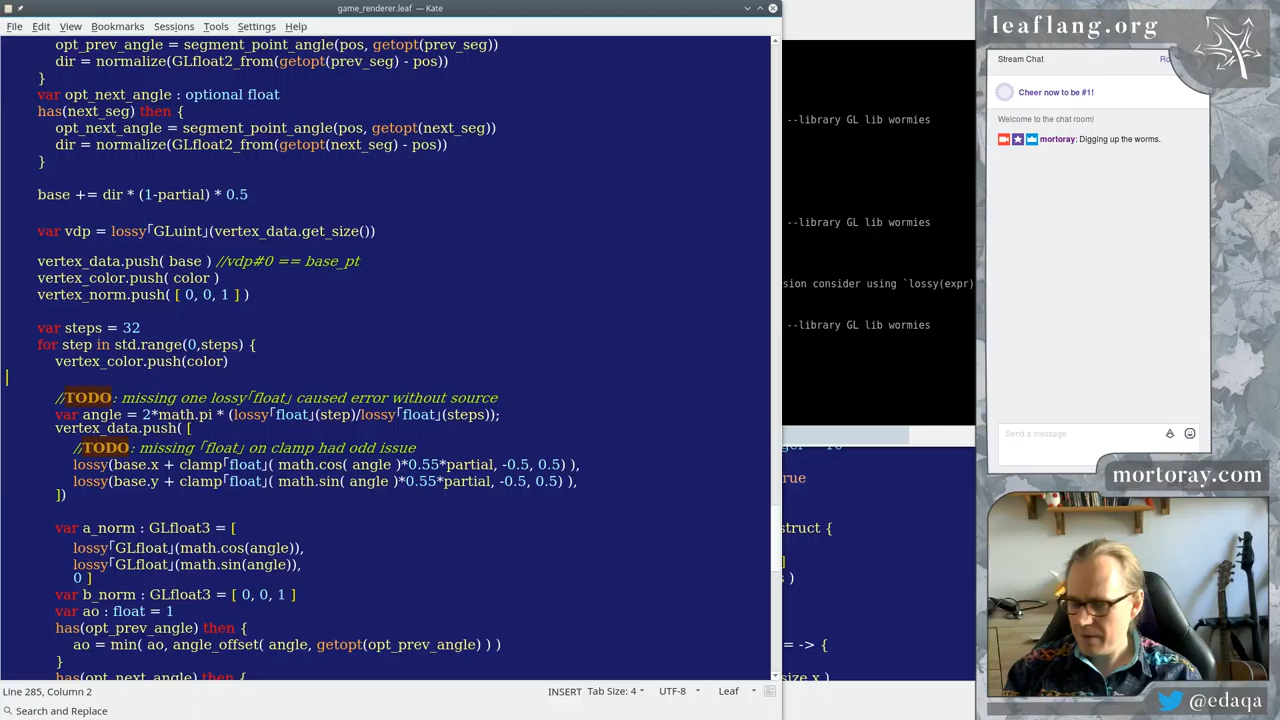 game_renderer.leaf — Kate
File Edit View Bookmarks Sessions Tools Settings Help
opt_prev_angle = segment_point_angle(pos, getopt(prev_seg))
dir = normalize(GLfloat2_from(getopt(prev_seg) - pos))
}
var opt_next_angle : optional float
has(next_seg) then {
opt_next_angle = segment_point_angle(pos, getopt(next_seg))
dir = normalize(GLfloat2_from(getopt(next_seg) - pos))
}
base += dir * (1-partial) * 0.5
var vdp = lossy「GLuint」(vertex_data.get_size())
vertex_data.push( base ) //vdp#0 == base_pt
vertex_color.push( color )
vertex_norm.push( [ 0, 0, 1 ] )
var steps = 32
for step in std.range(0,steps) {
vertex_color.push(color)
//TODO: missing one lossy「float」 caused error without source
var angle = 2*math.pi * (lossy「float」(step)/lossy「float」(steps));
vertex_data.push( [
//TODO: missing 「float」 on clamp had odd issue
lossy(base.x + clamp「float」( math.cos( angle )*0.55*partial, -0.5, 0.5) ),
lossy(base.y + clamp「float」( math.sin( angle )*0.55*partial, -0.5, 0.5) ),
])
var a_norm : GLfloat3 = [
lossy「GLfloat」(math.cos(angle)),
lossy「GLfloat」(math.sin(angle)),
0 ]
var b_norm : GLfloat3 = [ 0, 0, 1 ]
var ao : float = 1
has(opt_prev_angle) then {
ao = min( ao, angle_offset( angle, getopt(opt_prev_angle) ) )
}
has(opt_next_angle) then {
Line 285, Column 2
INSERT Tab Size: 4 UTF-8 Leaf
Search and Replace
--library GL lib wormies
--library GL lib wormies
sion consider using `lossy(expr)
--library GL lib wormies
rue
truct {
]
s )
= -> {
size.x )
leaflang.org
Stream Chat
Ro
Cheer now to be #1!
Welcome to the chat room!
mortoray: Digging up the worms.
Send a message
mortoray.com
@edaqa